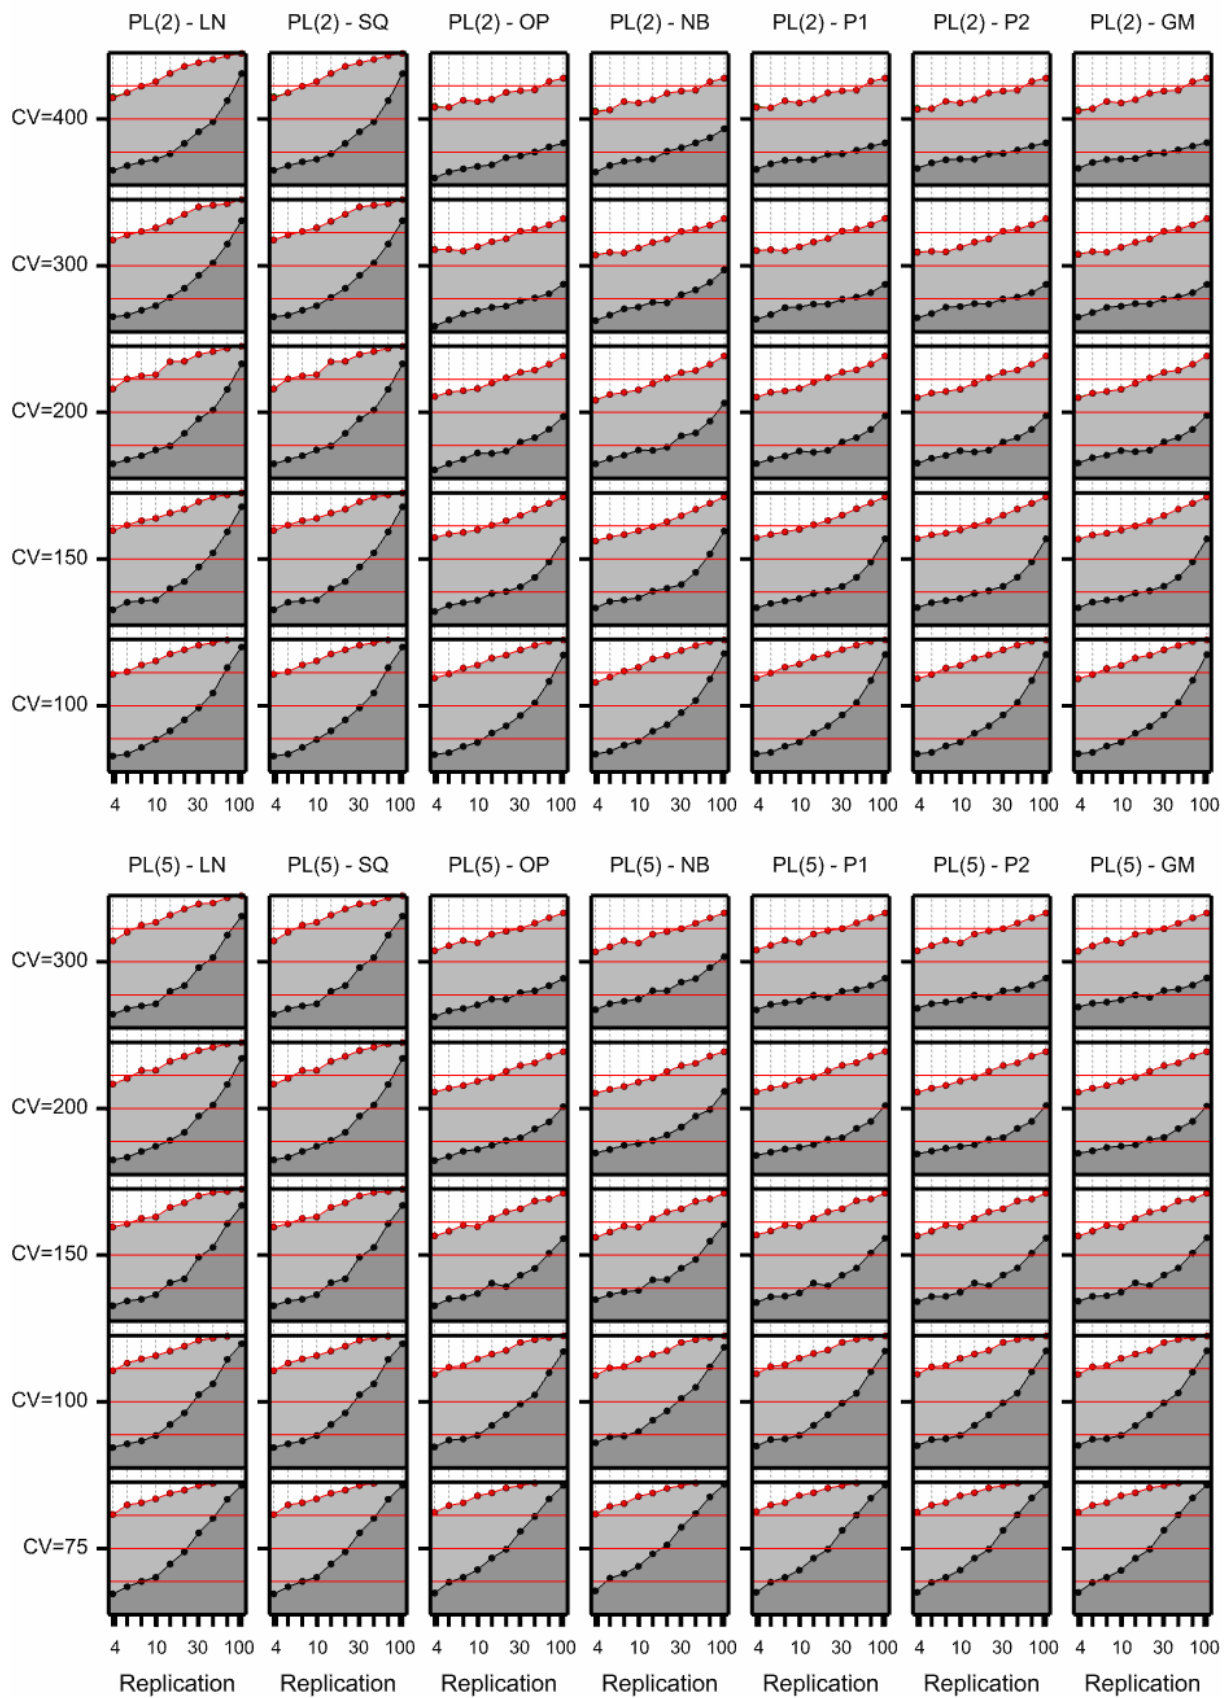 PL(2) - LN PL(2) - SQ PL(2) - OP PL(2) - NB PL(2) - P1 PL(2) - P2 PL(2) - GM
CV=400
CV=300
CV=200
CV=150
CV=100
4 10 30 100 4 10 30 100 4 10 30 100 4 10 30 100 4 10 30 100 4 10 30 100 4 10 30 100
PL(5) - LN PL(5) - SQ PL(5) - OP PL(5) - NB PL(5) - P1 PL(5) - P2 PL(5) - GM
CV=300
CV=200
CV=150
CV=100
CV=75
4 10 30 100 4 10 30 100 4 10 30 100 4 10 30 100 4 10 30 100 4 10 30 100 4 10 30 100
Replication Replication Replication Replication Replication Replication Replication